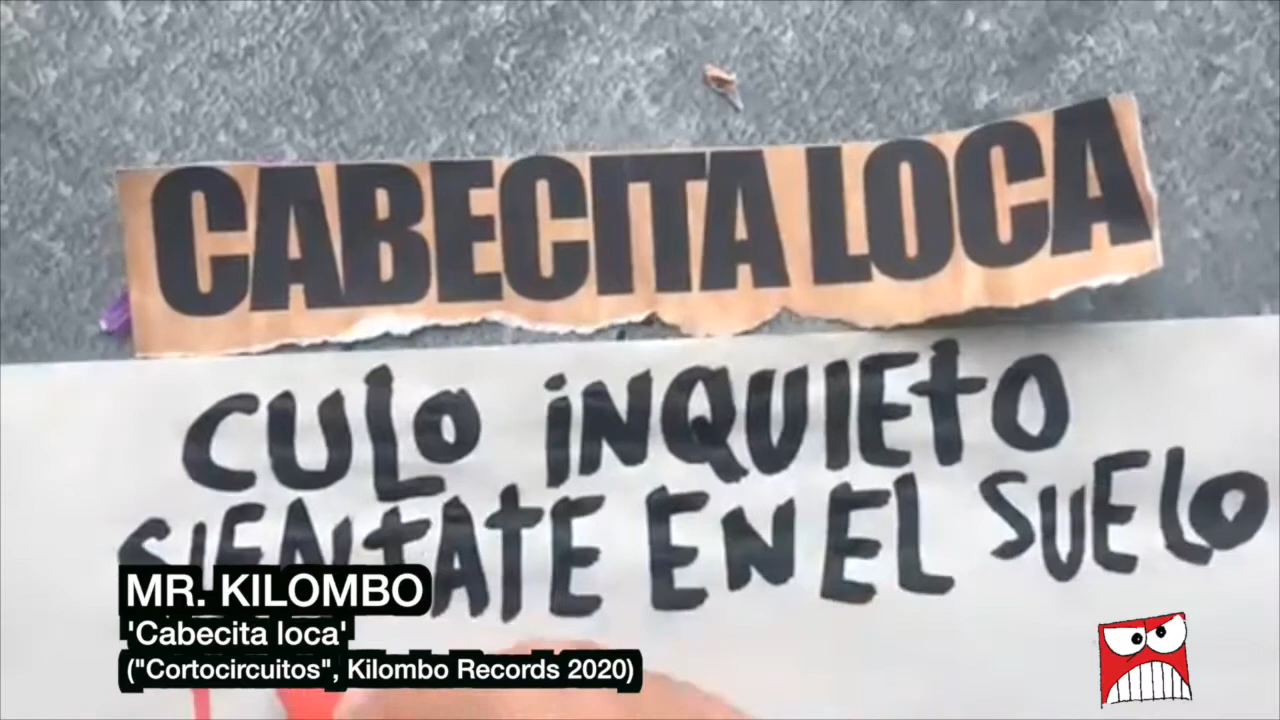 CABECITA LOCA
CULO INQUIETO
SIENTATE EN EL SUELO
MR. KILOMBO
'Cabecita loca'
("Cortocircuitos", Kilombo Records 2020)